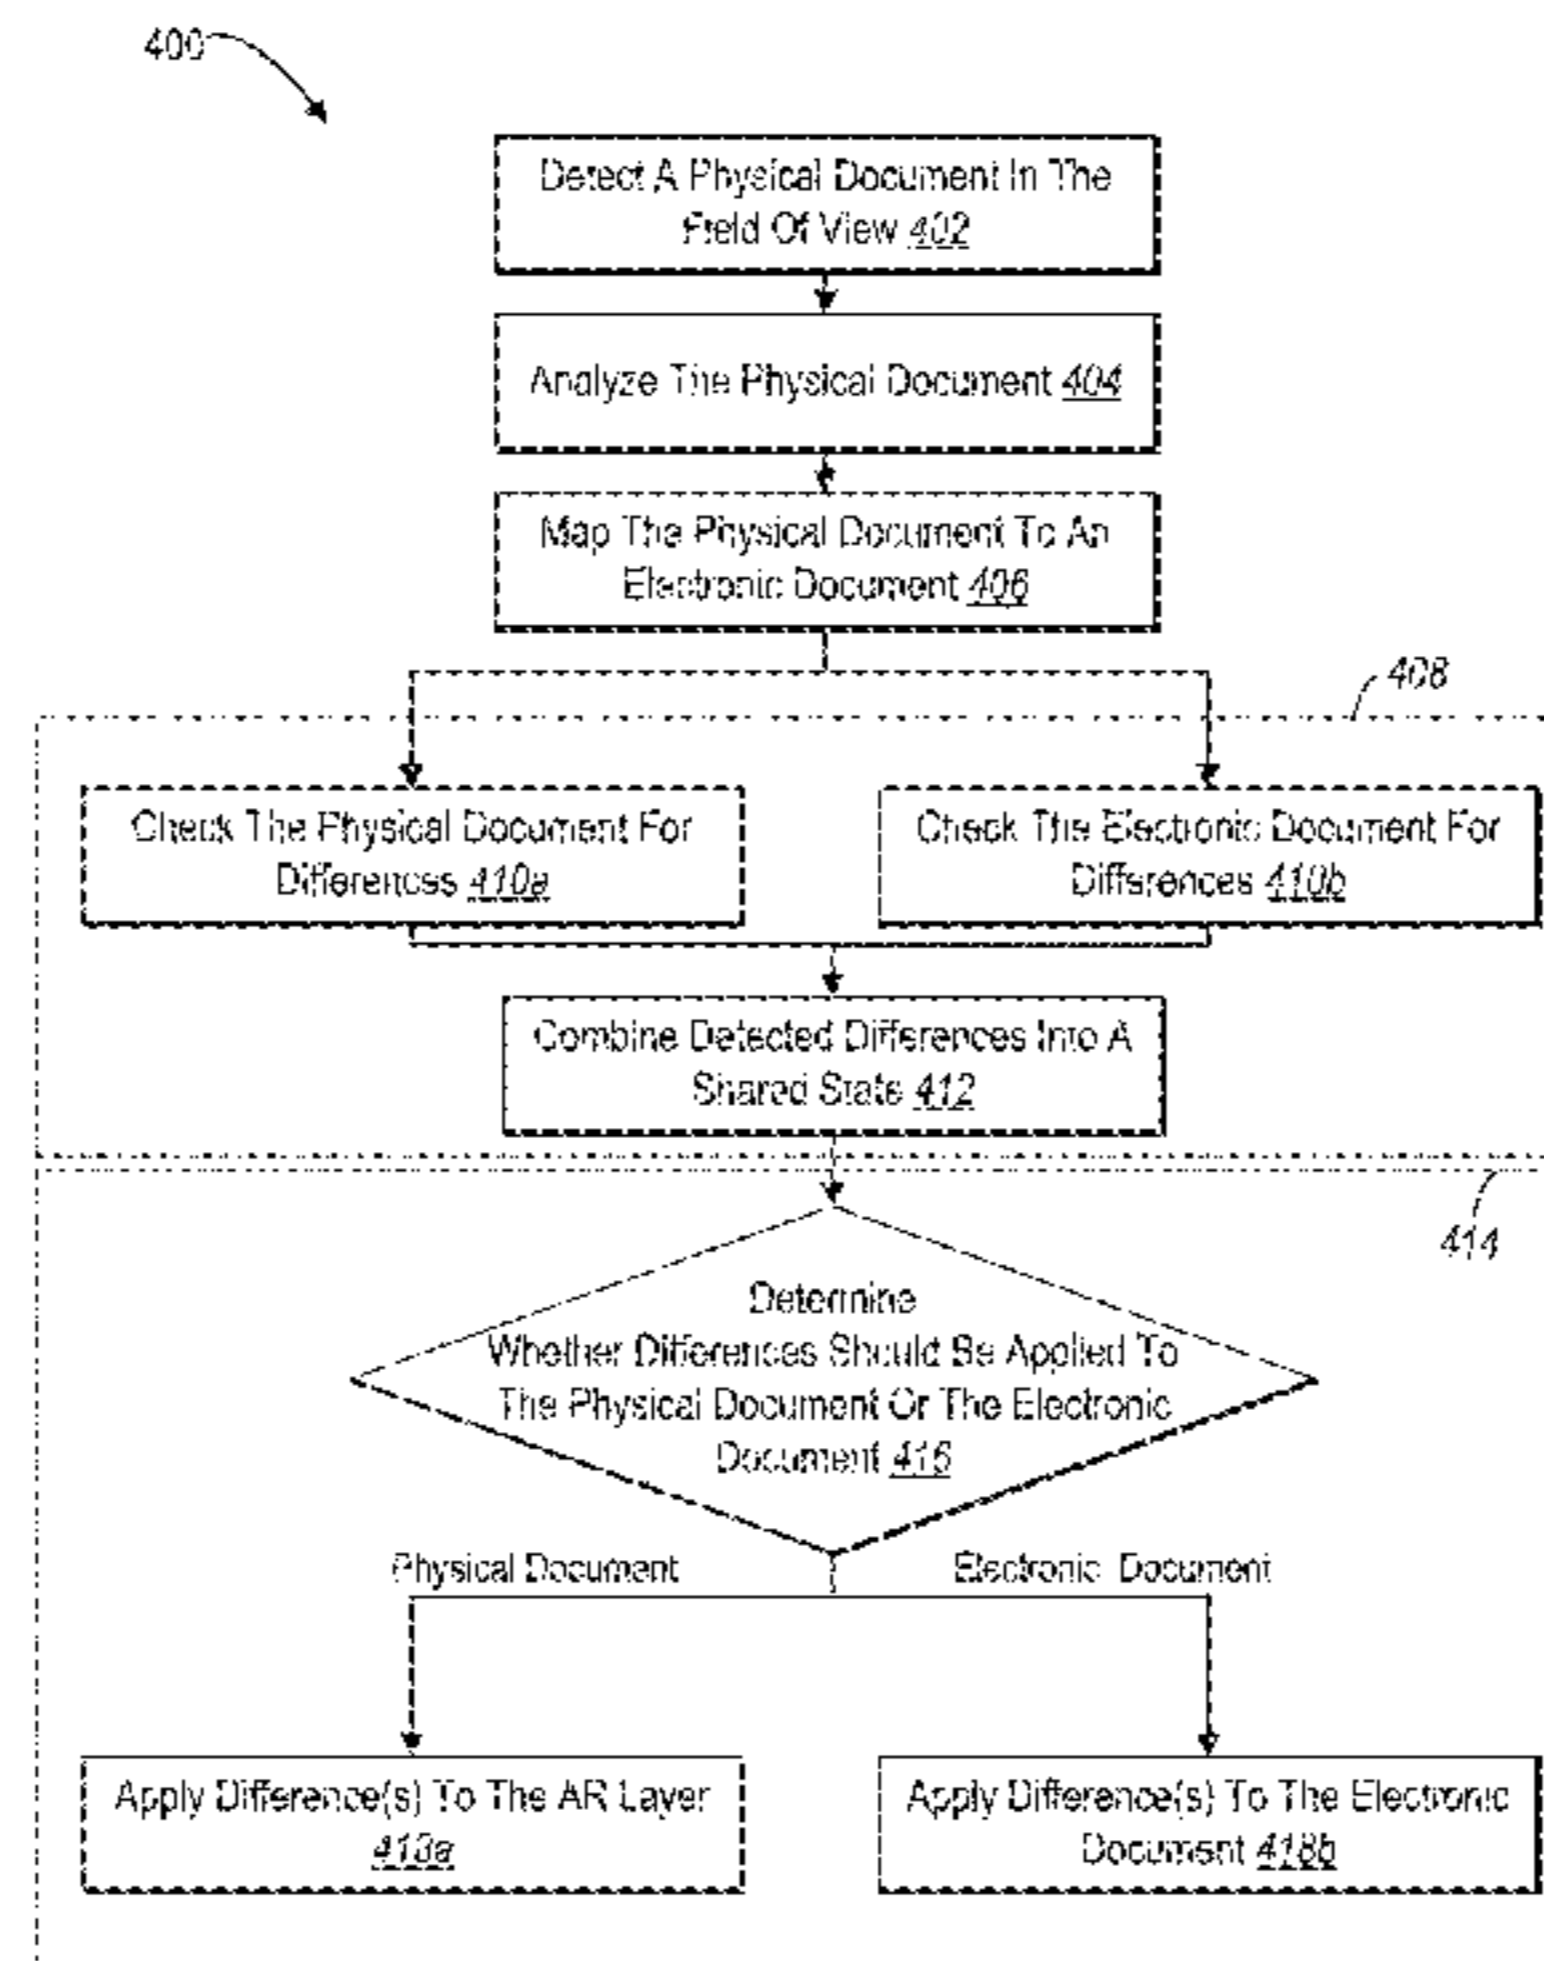 400
Detect A Physical Document In The
Field Of View 402
Analyze The Physical Document 404
Map The Physical Document To An
Electronic Document 406
408
Check The Physical Document For
Differences 410a
Check The Electronic Document For
Differences 410b
Combine Detected Differences Into A
Shared State 412
414
Determine
Whether Differences Should Be Applied To
The Physical Document Or The Electronic
Document 416
Physical Document
Electronic Document
Apply Difference(s) To The AR Layer
418a
Apply Difference(s) To The Electronic
Document 418b